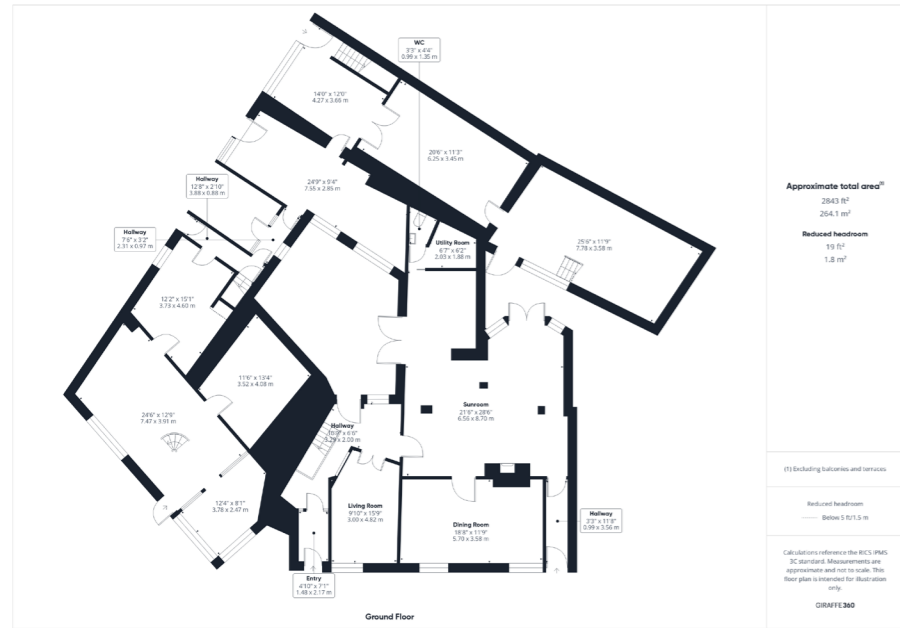 WC
3'3" x 4'4"
0.99 x 1.35 m
14'0" x 12'0"
4.27 x 3.66 m
20'6" x 11'3"
6.25 x 3.45 m
24'9" x 9'4"
7.55 x 2.85 m
Hallway
12'8" x 2'10"
3.88 x 0.88 m
Hallway
7'6" x 3'2"
2.31 x 0.97 m
Utility Room
6'7" x 6'2"
2.03 x 1.88 m
25'6" x 11'9"
7.78 x 3.58 m
12'2" x 15'1"
3.73 x 4.60 m
11'6" x 13'4"
3.52 x 4.08 m
24'6" x 12'9"
7.47 x 3.91 m
Hallway
x 6'6"
x 2.00 m
Sunroom
21'6" x 28'6"
6.56 x 8.70 m
12'4" x 8'1"
3.78 x 2.47 m
Living Room
9'10" x 15'9"
3.00 x 4.82 m
Dining Room
18'8" x 11'9"
5.70 x 3.58 m
Hallway
3'3" x 11'8"
0.99 x 3.56 m
Entry
4'10" x 7'1"
1.48 x 2.17 m
Ground Floor
Approximate total area(1)
2843 ft²
264.1 m²
Reduced headroom
19 ft²
1.8 m²
(1) Excluding balconies and terraces
Reduced headroom
Below 5 ft/1.5 m
Calculations reference the RICS IPMS
3C standard. Measurements are
approximate and not to scale. This
floor plan is intended for illustration
only.
GIRAFFE360